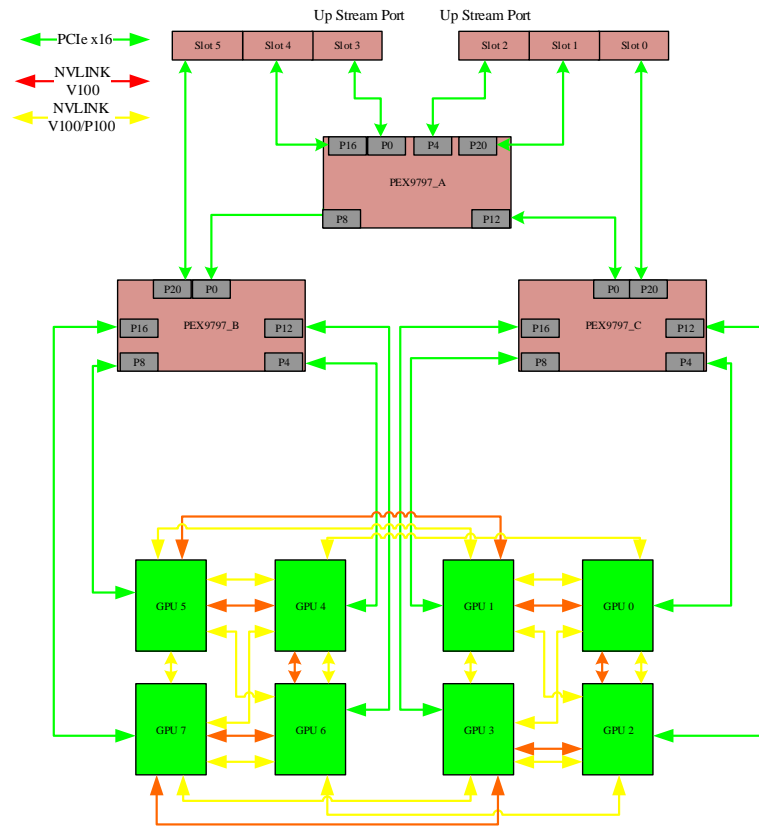 Up Stream Port
Up Stream Port
PCIe x16
Slot 5
Slot 4
Slot 3
Slot 2
Slot 1
Slot 0
NVLINK
V100
NVLINK
V100/P100
P16
P0
P4
P20
PEX9797_A
P8
P12
P20
P0
P0
P20
P16
PEX9797_B
P12
P16
PEX9797_C
P12
P8
P4
P8
P4
GPU 5
GPU 4
GPU 1
GPU 0
GPU 7
GPU 6
GPU 3
GPU 2